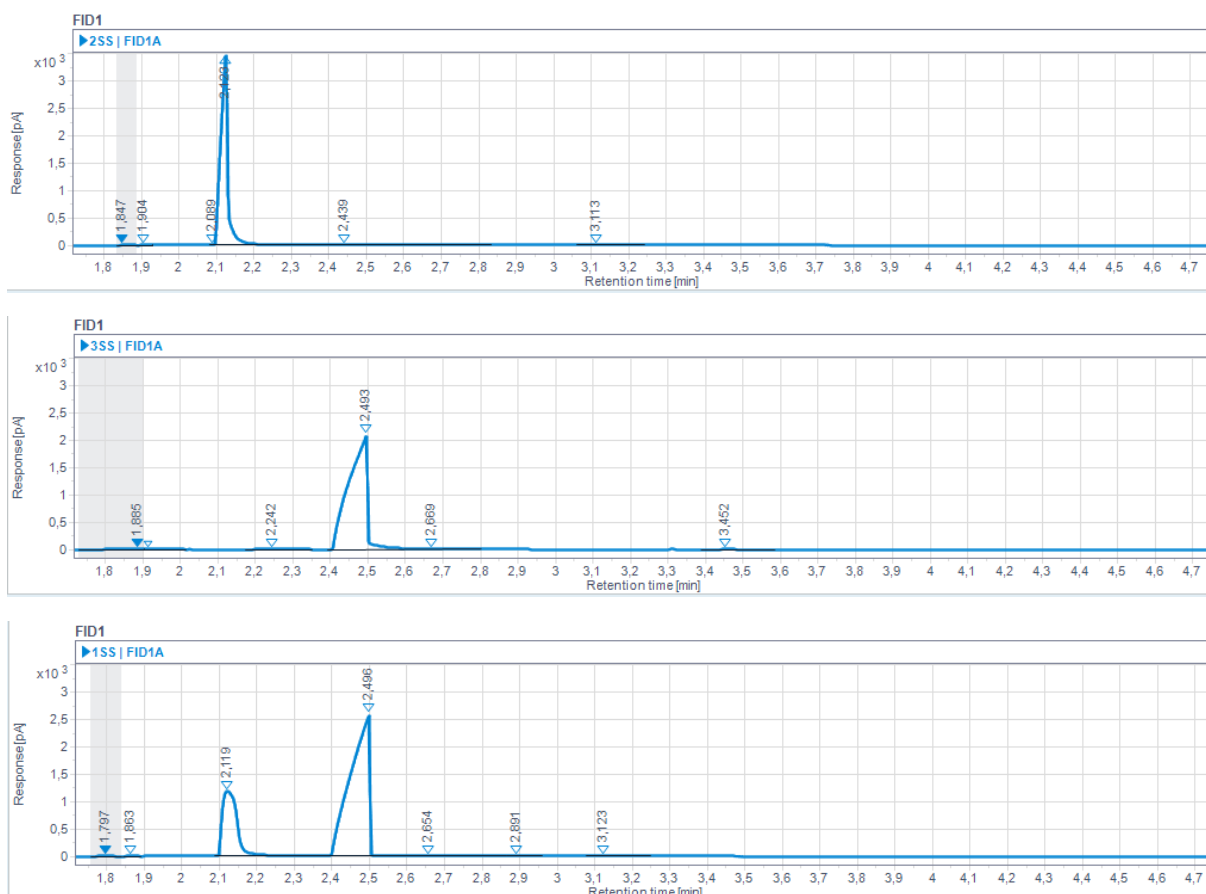 FID1
2SS | FID1A
x10 3
Response[pA]
3
2,5
2
1,5
1
0,5
0
1,847
1,904
2,089
2,439
3,113
1,8 1,9 2 2,1 2,2 2,3 2,4 2,5 2,6 2,7 2,8 2,9 3 3,1 3,2 3,3 3,4 3,5 3,6 3,7 3,8 3,9 4 4,1 4,2 4,3 4,4 4,5 4,6 4,7
Retention time [min]
FID1
3SS | FID1A
x10 3
Response[pA]
3
2,5
2
1,5
1
0,5
0
1,885
2,242
2,493
2,669
3,452
1,8 1,9 2 2,1 2,2 2,3 2,4 2,5 2,6 2,7 2,8 2,9 3 3,1 3,2 3,3 3,4 3,5 3,6 3,7 3,8 3,9 4 4,1 4,2 4,3 4,4 4,5 4,6 4,7
Retention time [min]
FID1
1SS | FID1A
x10 3
Response[pA]
3
2,5
2
1,5
1
0,5
0
1,797
1,863
2,119
2,496
2,654
2,891
3,123
1,8 1,9 2 2,1 2,2 2,3 2,4 2,5 2,6 2,7 2,8 2,9 3 3,1 3,2 3,3 3,4 3,5 3,6 3,7 3,8 3,9 4 4,1 4,2 4,3 4,4 4,5 4,6 4,7
Retention time [min]